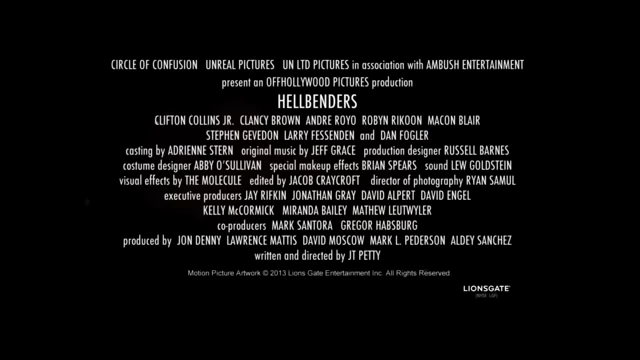 CIRCLE OF CONFUSION UNREAL PICTURES UN LTD PICTURES in association with AMBUSH ENTERTAINMENT
present an OFFHOLLYWOOD PICTURES production
HELLBENDERS
CLIFTON COLLINS JR. CLANCY BROWN ANDRE ROYO ROBYN RIKOON MACON BLAIR
STEPHEN GEVEDON LARRY FESSENDEN and DAN FOGLER
casting by ADRIENNE STERN original music by JEFF GRACE production designer RUSSELL BARNES
costume designer ABBY O'SULLIVAN special makeup effects BRIAN SPEARS sound LEW GOLDSTEIN
visual effects by THE MOLECULE edited by JACOB CRAYCROFT director of photography RYAN SAMUL
executive producers JAY RIFKIN JONATHAN GRAY DAVID ALPERT DAVID ENGEL
KELLY McCORMICK MIRANDA BAILEY MATHEW LEUTWYLER
co-producers MARK SANTORA GREGOR HABSBURG
produced by JON DENNY LAWRENCE MATTIS DAVID MOSCOW MARK L. PEDERSON ALDEY SANCHEZ
written and directed by JT PETTY
Motion Picture Artwork © 2013 Lions Gate Entertainment Inc. All Rights Reserved.
LIONSGATE